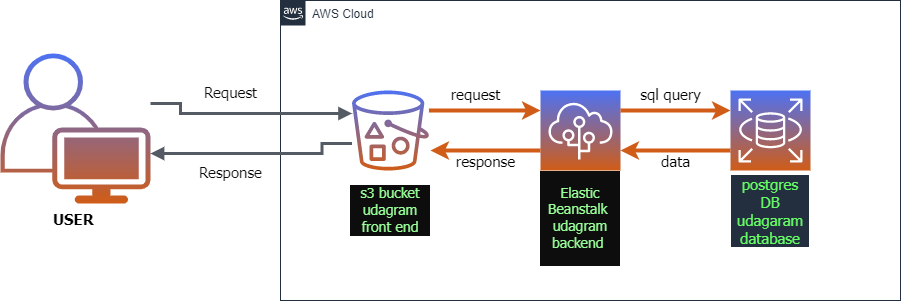 aws
AWS Cloud
Request
Response
USER
request
response
s3 bucket
udagram
front end
sql query
data
Elastic
Beanstalk
udagram
backend
postgres
DB
udagaram
database